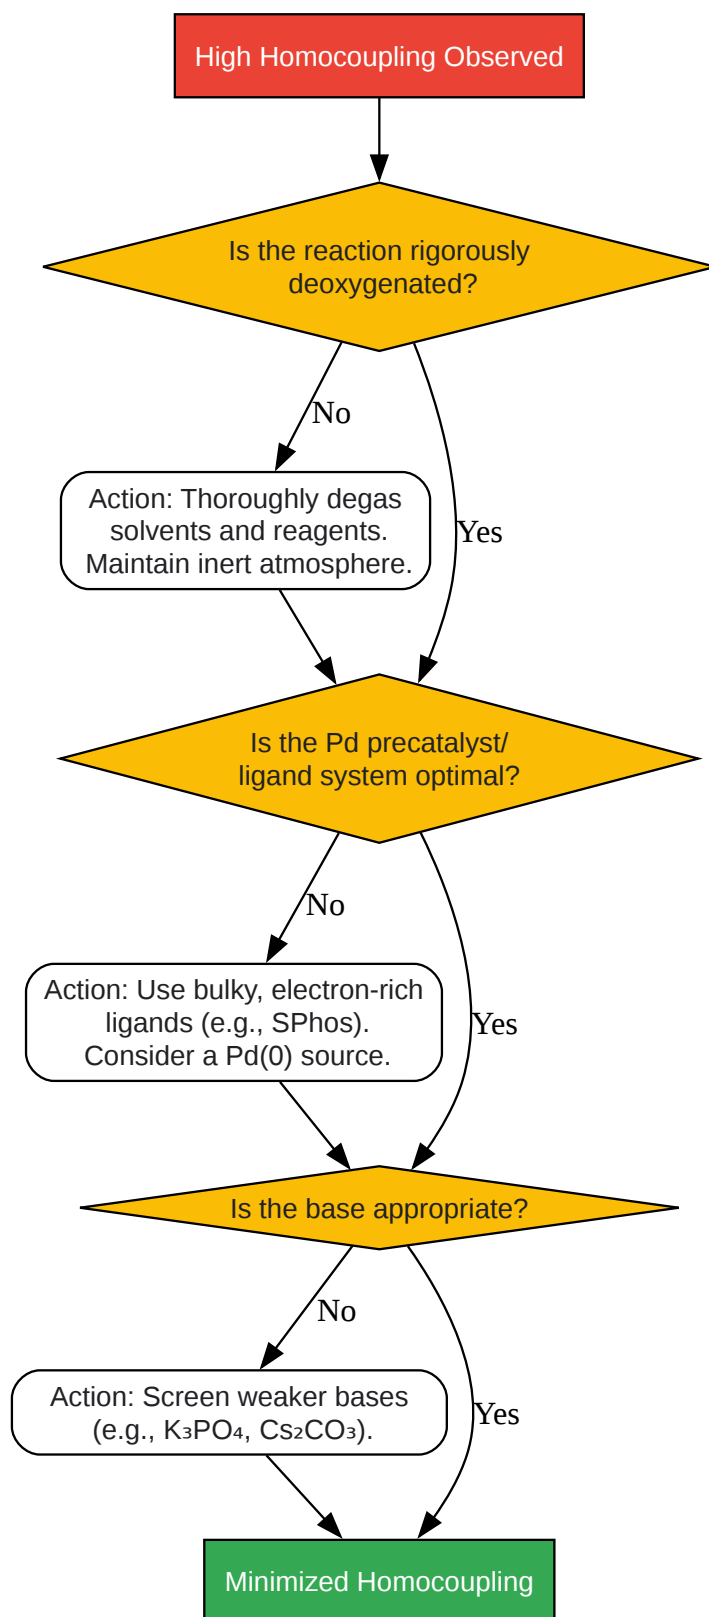 High Homocoupling Observed
Is the reaction rigorously
deoxygenated?
No
Action: Thoroughly degas
solvents and reagents.
Maintain inert atmosphere.
Yes
Is the Pd precatalyst/
ligand system optimal?
No
Action: Use bulky, electron-rich
ligands (e.g., SPhos).
Consider a Pd(0) source.
Yes
Is the base appropriate?
No
Action: Screen weaker bases
(e.g., K₃PO₄, Cs₂CO₃).
Yes
Minimized Homocoupling